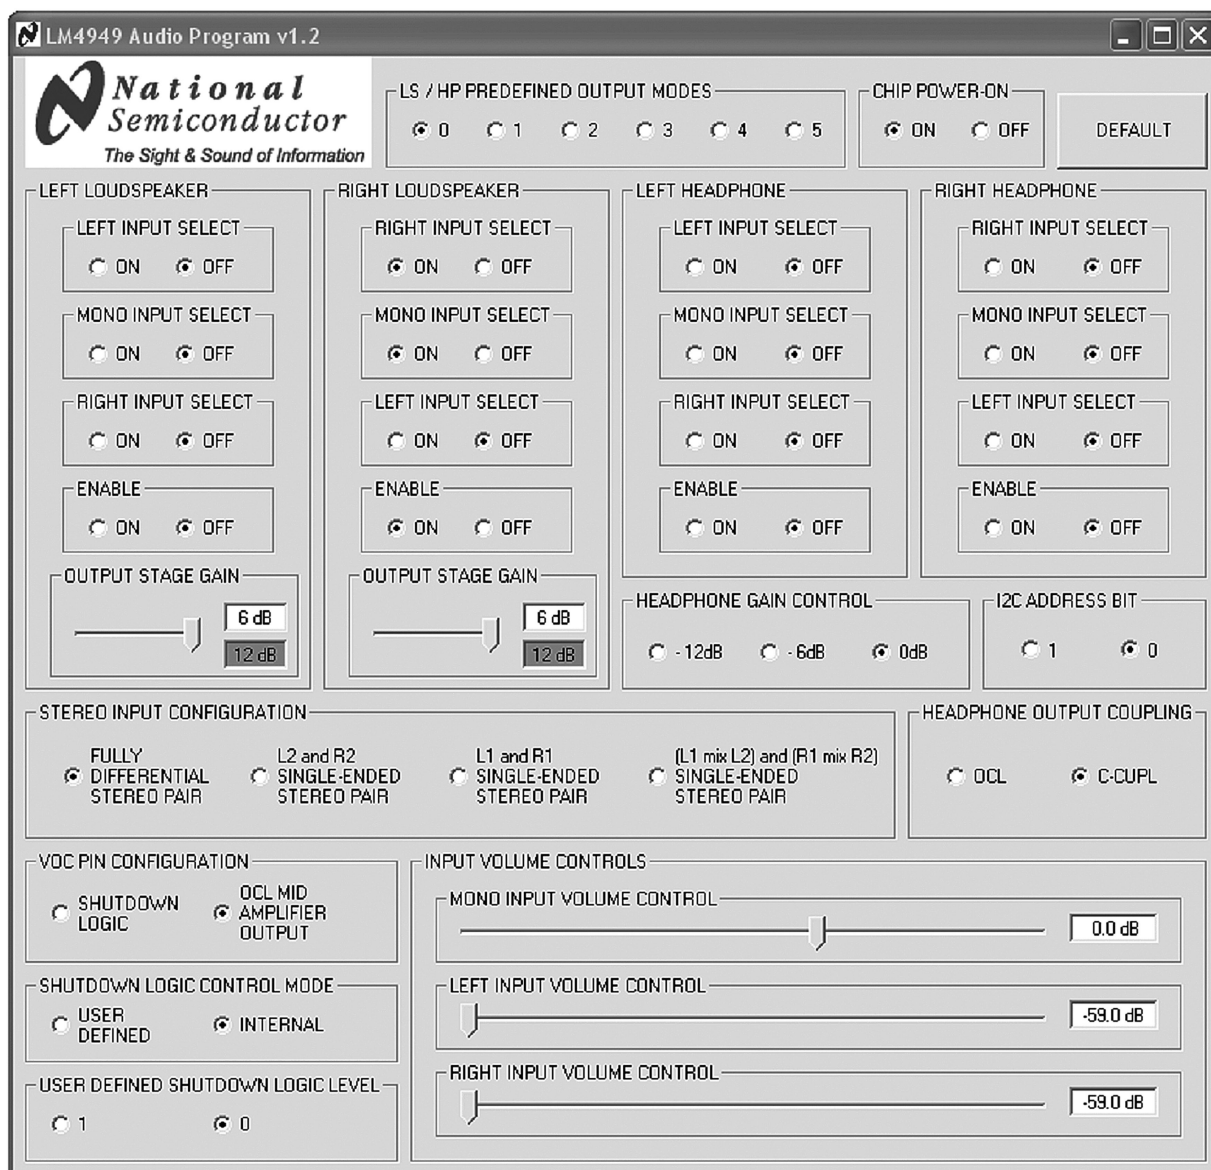 LM4949 Audio Program v1.2
National
Semiconductor
The Sight & Sound of Information
LS / HP PREDEFINED OUTPUT MODES
0 1 2 3 4 5
CHIP POWER-ON
ON OFF
DEFAULT
LEFT LOUDSPEAKER
LEFT INPUT SELECT
ON OFF
MONO INPUT SELECT
ON OFF
RIGHT INPUT SELECT
ON OFF
ENABLE
ON OFF
OUTPUT STAGE GAIN
6 dB
12 dB
RIGHT LOUDSPEAKER
RIGHT INPUT SELECT
ON OFF
MONO INPUT SELECT
ON OFF
LEFT INPUT SELECT
ON OFF
ENABLE
ON OFF
OUTPUT STAGE GAIN
6 dB
12 dB
LEFT HEADPHONE
LEFT INPUT SELECT
ON OFF
MONO INPUT SELECT
ON OFF
RIGHT INPUT SELECT
ON OFF
ENABLE
ON OFF
RIGHT HEADPHONE
RIGHT INPUT SELECT
ON OFF
MONO INPUT SELECT
ON OFF
LEFT INPUT SELECT
ON OFF
ENABLE
ON OFF
HEADPHONE GAIN CONTROL
- 12dB - 6dB 0dB
I2C ADDRESS BIT
1 0
STEREO INPUT CONFIGURATION
FULLY
DIFFERENTIAL
STEREO PAIR
L2 and R2
SINGLE-ENDED
STEREO PAIR
L1 and R1
SINGLE-ENDED
STEREO PAIR
(L1 mix L2) and (R1 mix R2)
SINGLE-ENDED
STEREO PAIR
HEADPHONE OUTPUT COUPLING
OCL C-CUPL
VOC PIN CONFIGURATION
SHUTDOWN
LOGIC
OCL MID
AMPLIFIER
OUTPUT
SHUTDOWN LOGIC CONTROL MODE
USER
DEFINED
INTERNAL
USER DEFINED SHUTDOWN LOGIC LEVEL
1 0
INPUT VOLUME CONTROLS
MONO INPUT VOLUME CONTROL
0.0 dB
LEFT INPUT VOLUME CONTROL
-59.0 dB
RIGHT INPUT VOLUME CONTROL
-59.0 dB